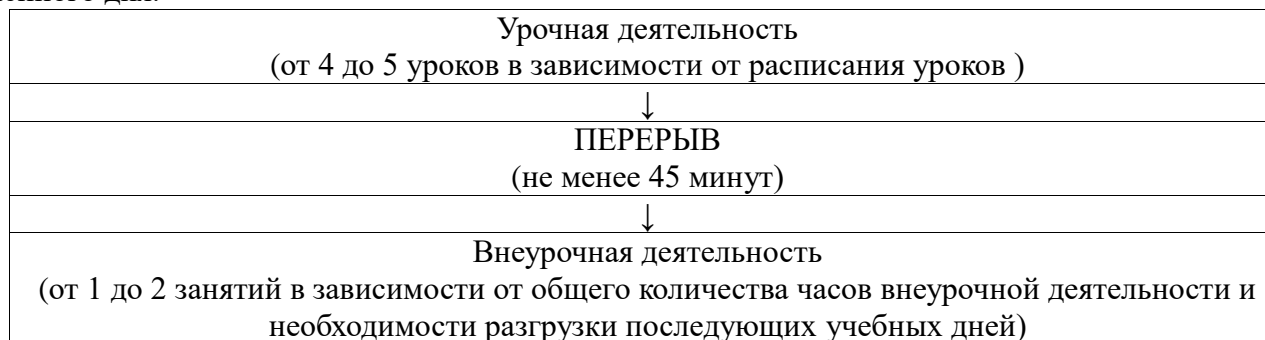 Урочная деятельность
(от 4 до 5 уроков в зависимости от расписания уроков )
↓
ПЕРЕРЫВ
(не менее 45 минут)
↓
Внеурочная деятельность
(от 1 до 2 занятий в зависимости от общего количества часов внеурочной деятельности и
необходимости разгрузки последующих учебных дней)